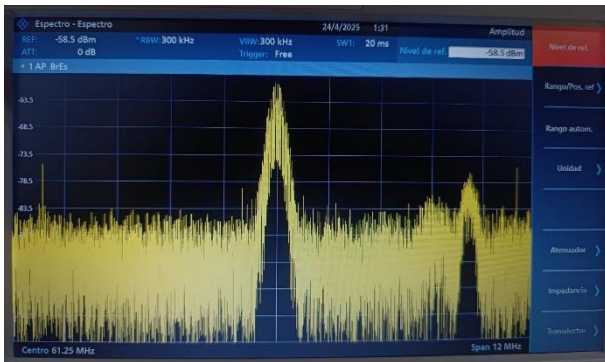 Espectro - Espectro
24/4/2025 1:31
Amplitud
REF: -58.5 dBm
*RBW: 300 kHz
VBW: 300 kHz
SWT: 20 ms
ATT: 0 dB
Trigger: Free
Nivel de ref. -58.5 dBm
1 AP BrEs
-63.5
-68.5
-73.5
-78.5
-83.5
Centro 61.25 MHz
Span 12 MHz
Nivel de ref.
Rango/Pos. ref
Rango autom.
Unidad
Atenuador
Impedancia
Transductor